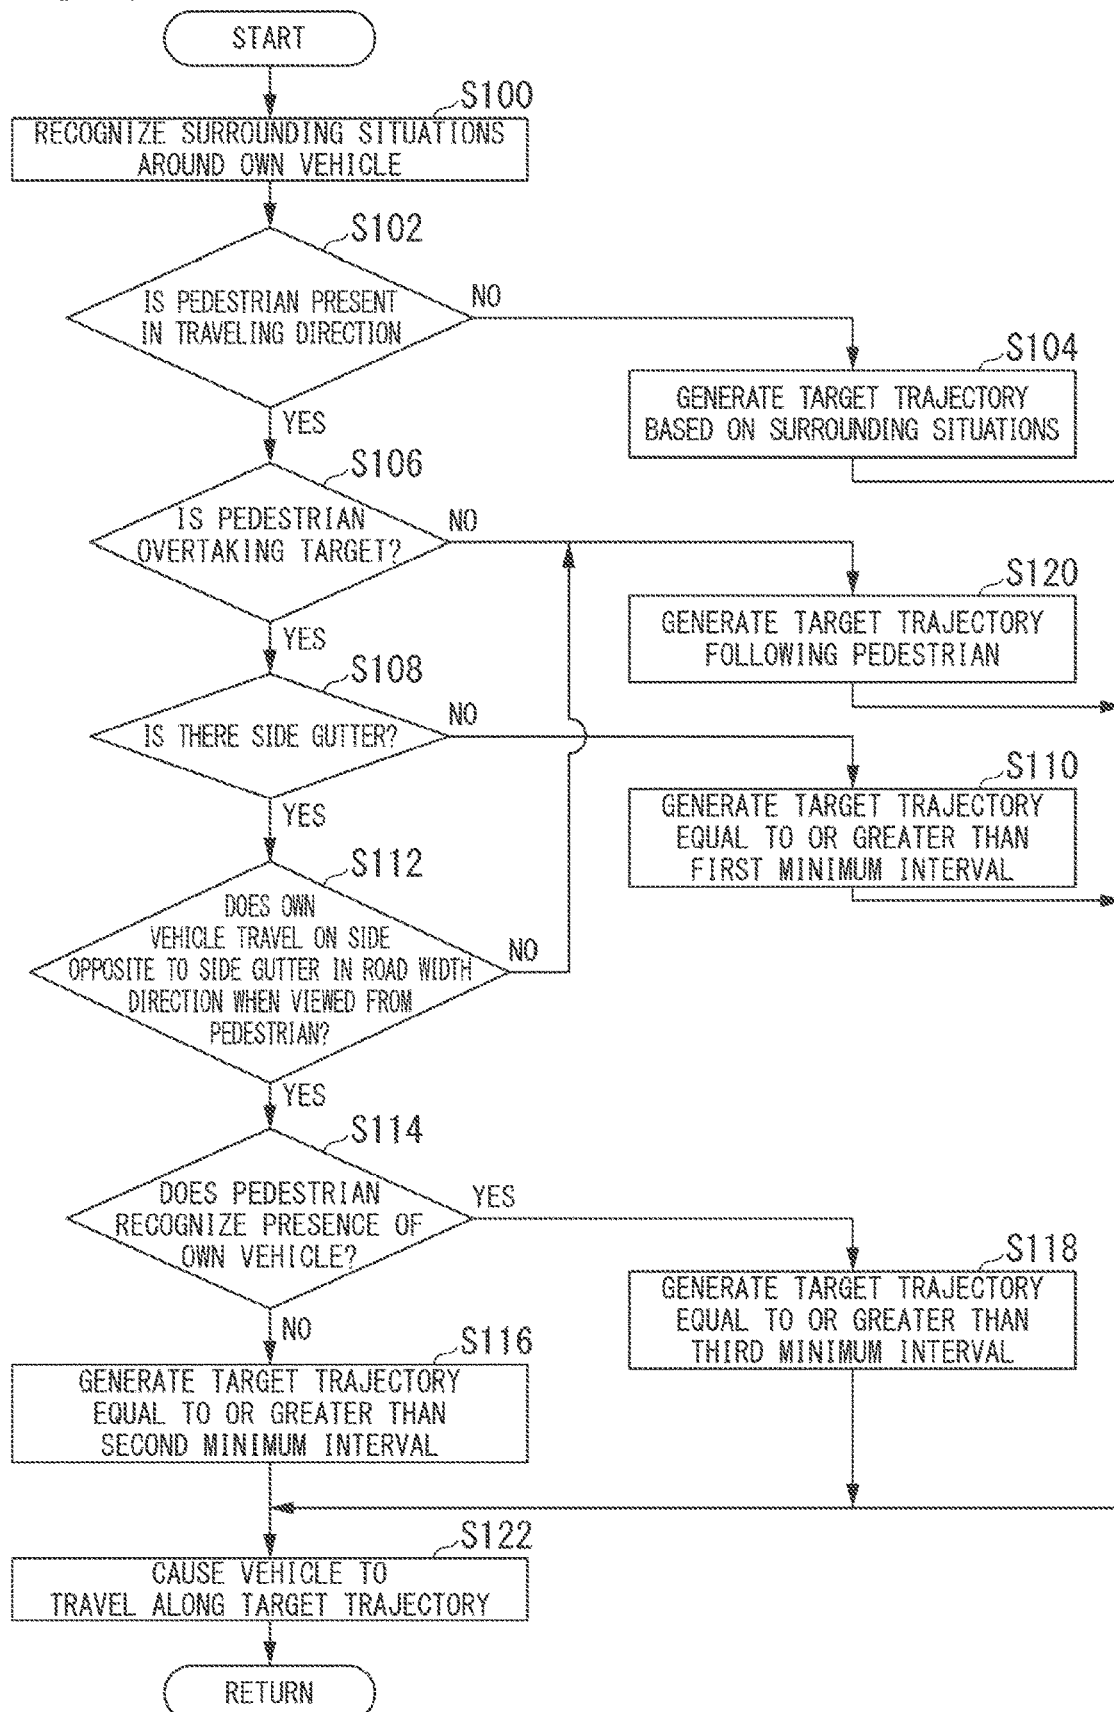 START
S100
RECOGNIZE SURROUNDING SITUATIONS
AROUND OWN VEHICLE
S102
IS PEDESTRIAN PRESENT
IN TRAVELING DIRECTION
NO
YES
S104
GENERATE TARGET TRAJECTORY
BASED ON SURROUNDING SITUATIONS
S106
IS PEDESTRIAN
OVERTAKING TARGET?
NO
YES
S120
GENERATE TARGET TRAJECTORY
FOLLOWING PEDESTRIAN
S108
IS THERE SIDE GUTTER?
NO
YES
S110
GENERATE TARGET TRAJECTORY
EQUAL TO OR GREATER THAN
FIRST MINIMUM INTERVAL
S112
DOES OWN
VEHICLE TRAVEL ON SIDE
OPPOSITE TO SIDE GUTTER IN ROAD WIDTH
DIRECTION WHEN VIEWED FROM
PEDESTRIAN?
NO
YES
S114
DOES PEDESTRIAN
RECOGNIZE PRESENCE OF
OWN VEHICLE?
YES
NO
S118
GENERATE TARGET TRAJECTORY
EQUAL TO OR GREATER THAN
THIRD MINIMUM INTERVAL
S116
GENERATE TARGET TRAJECTORY
EQUAL TO OR GREATER THAN
SECOND MINIMUM INTERVAL
S122
CAUSE VEHICLE TO
TRAVEL ALONG TARGET TRAJECTORY
RETURN